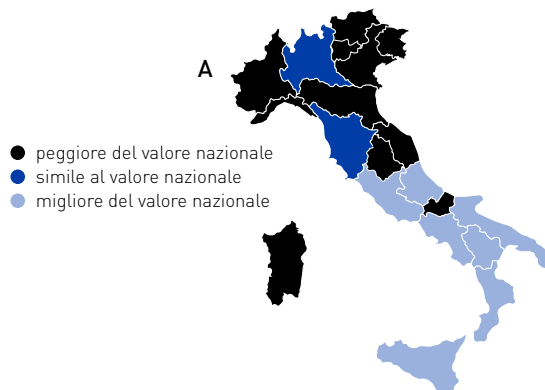 A
peggiore del valore nazionale
simile al valore nazionale
migliore del valore nazionale